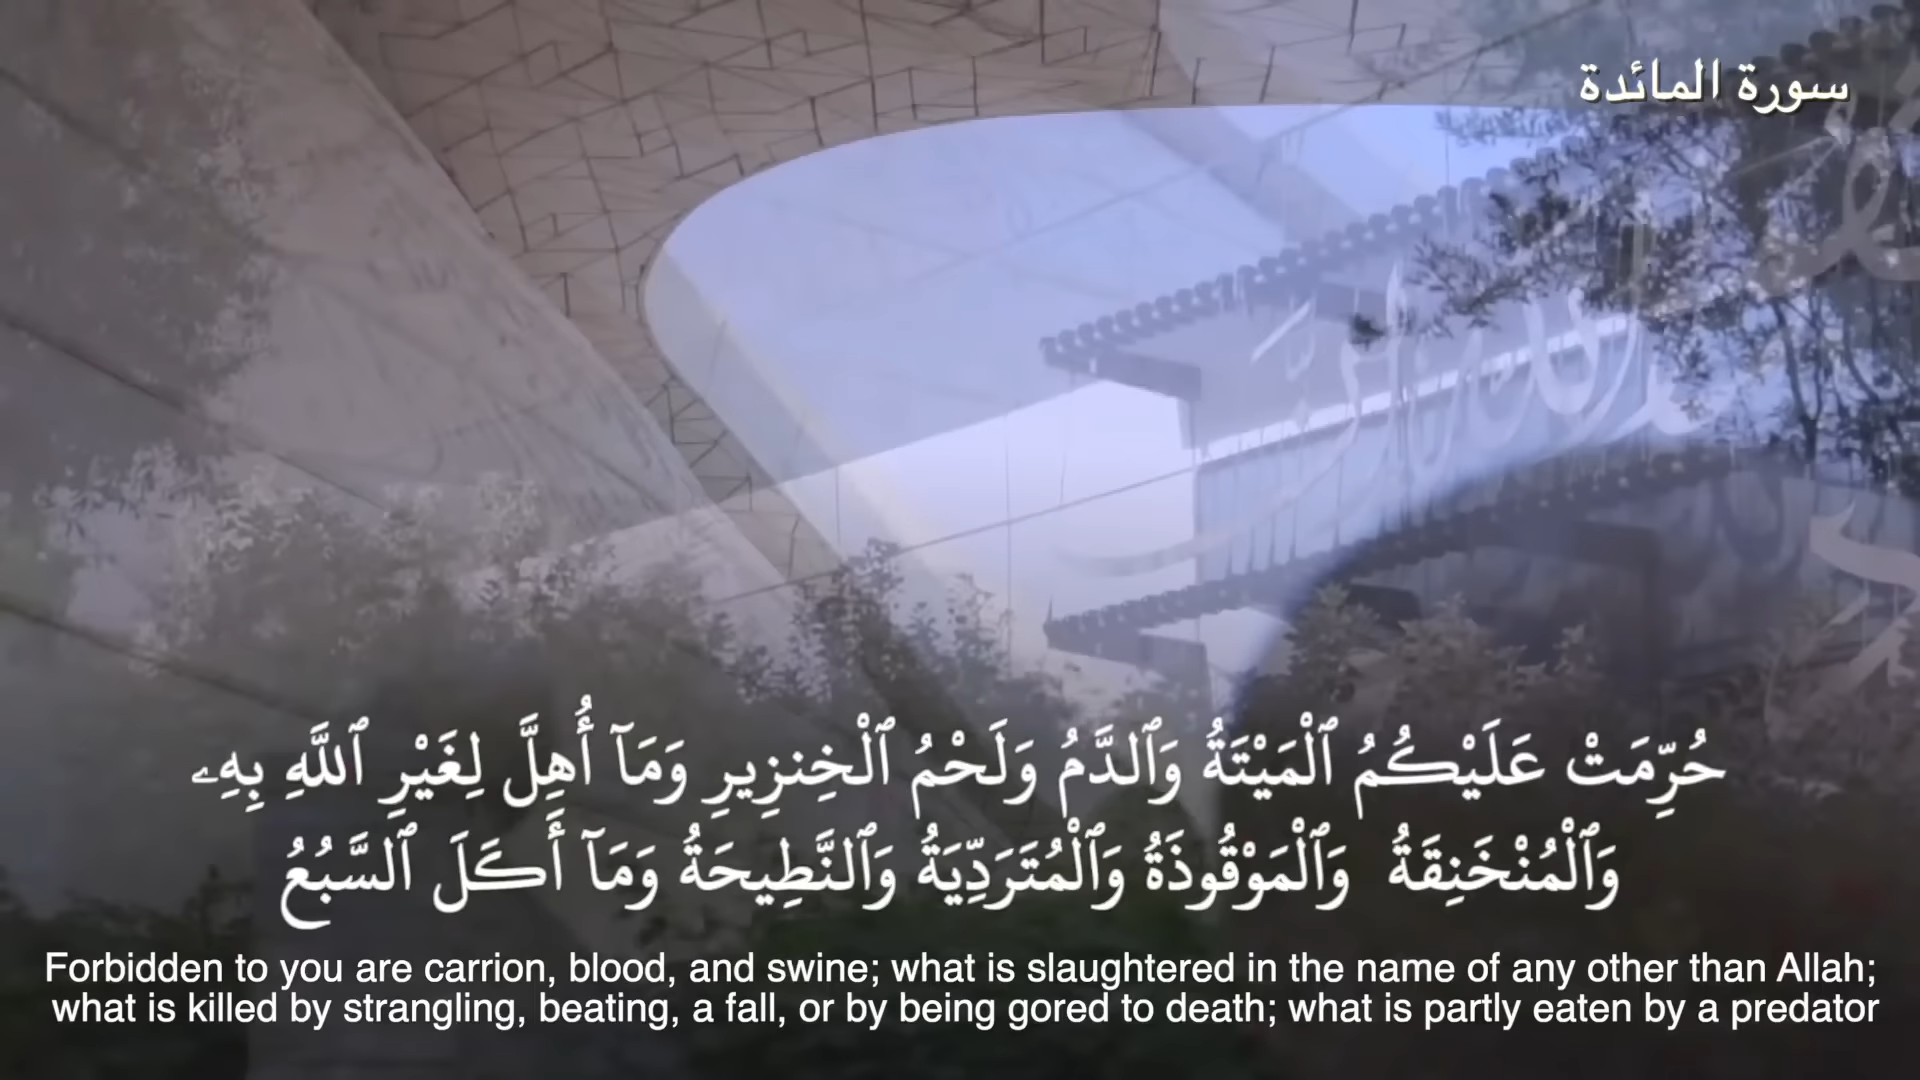 سورة المائدة
حُرِّمَتْ عَلَيْكُمُ ٱلْمَيْتَةُ وَٱلدَّمُ وَلَحْمُ ٱلْخِنزِيرِ وَمَآ أُهِلَّ لِغَيْرِ ٱللَّهِ بِهِۦ
وَٱلْمُنْخَنِقَةُ وَٱلْمَوْقُوذَةُ وَٱلْمُتَرَدِّيَةُ وَٱلنَّطِيحَةُ وَمَآ أَكَلَ ٱلسَّبُعُ
Forbidden to you are carrion, blood, and swine; what is slaughtered in the name of any other than Allah;
what is killed by strangling, beating, a fall, or by being gored to death; what is partly eaten by a predator